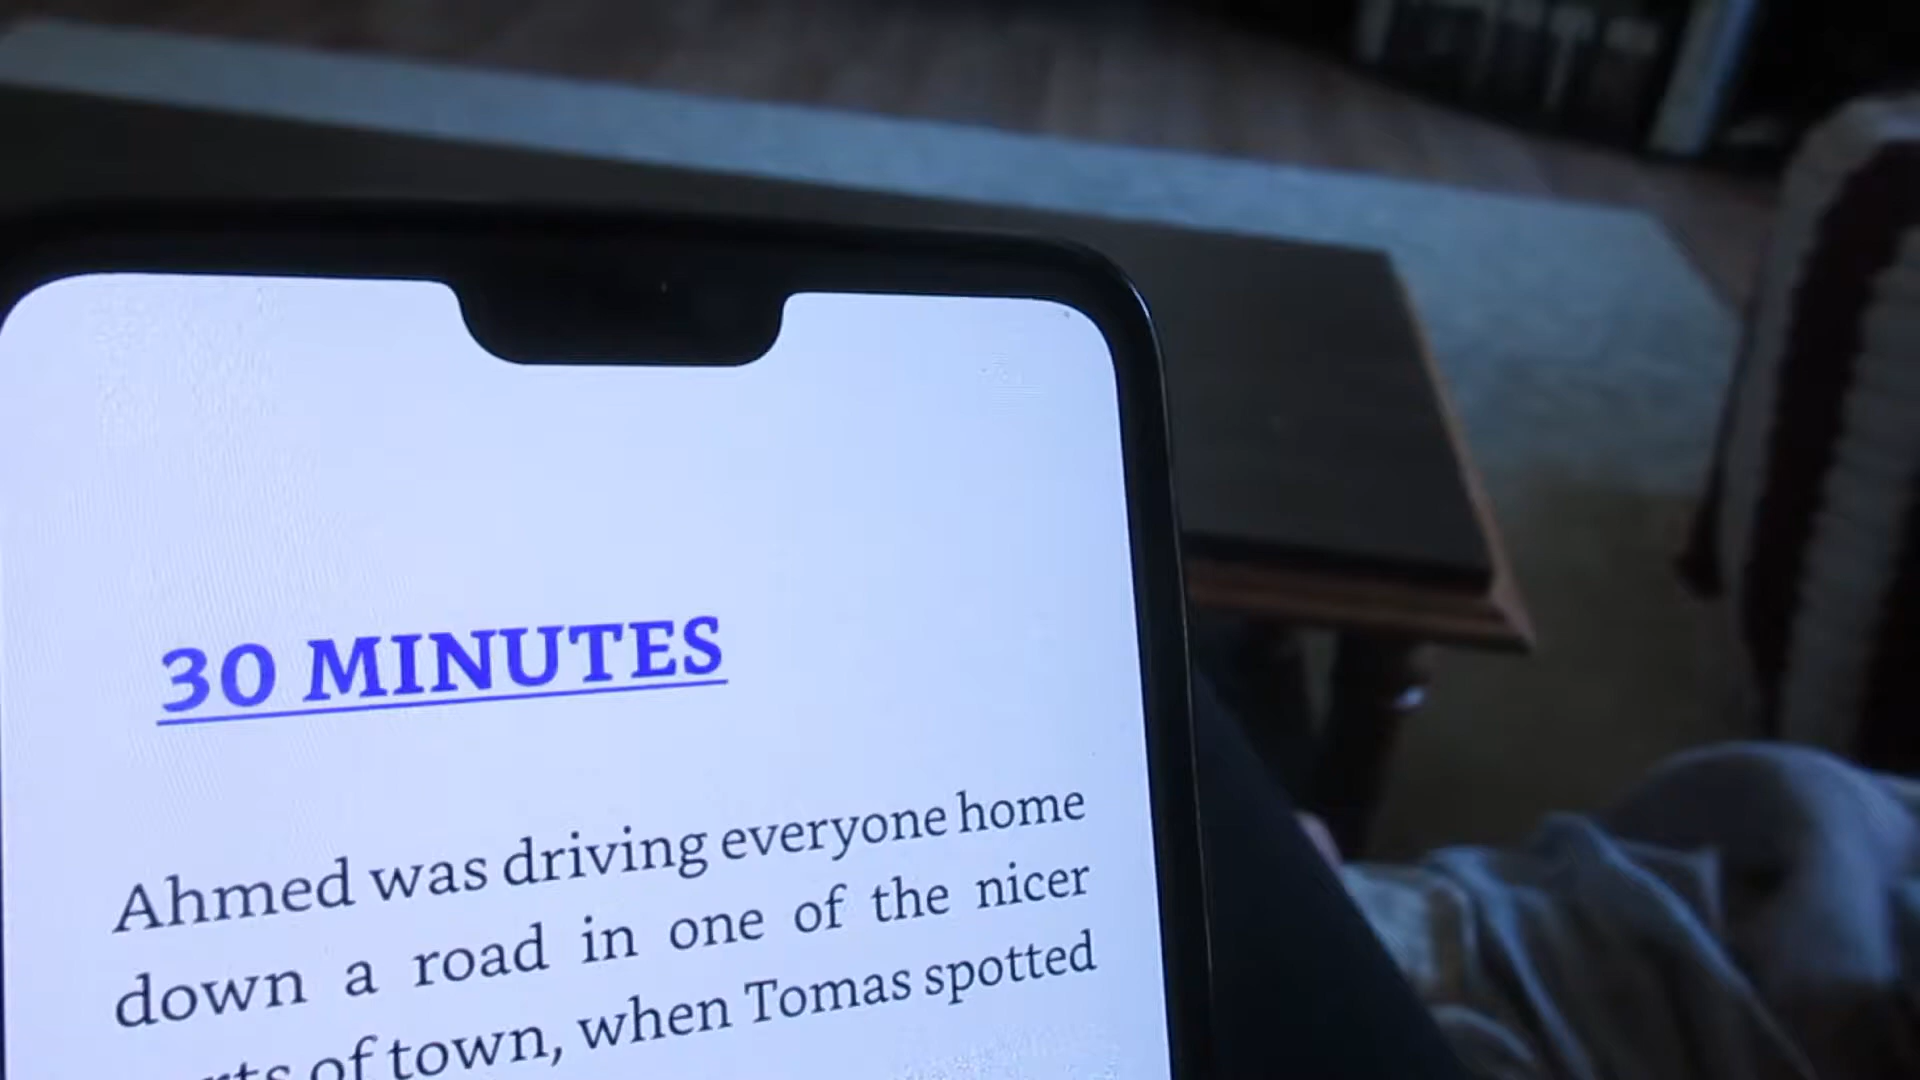 30 MINUTES
Ahmed was driving everyone home
down a road in one of the nicer
of town, when Tomas spotted